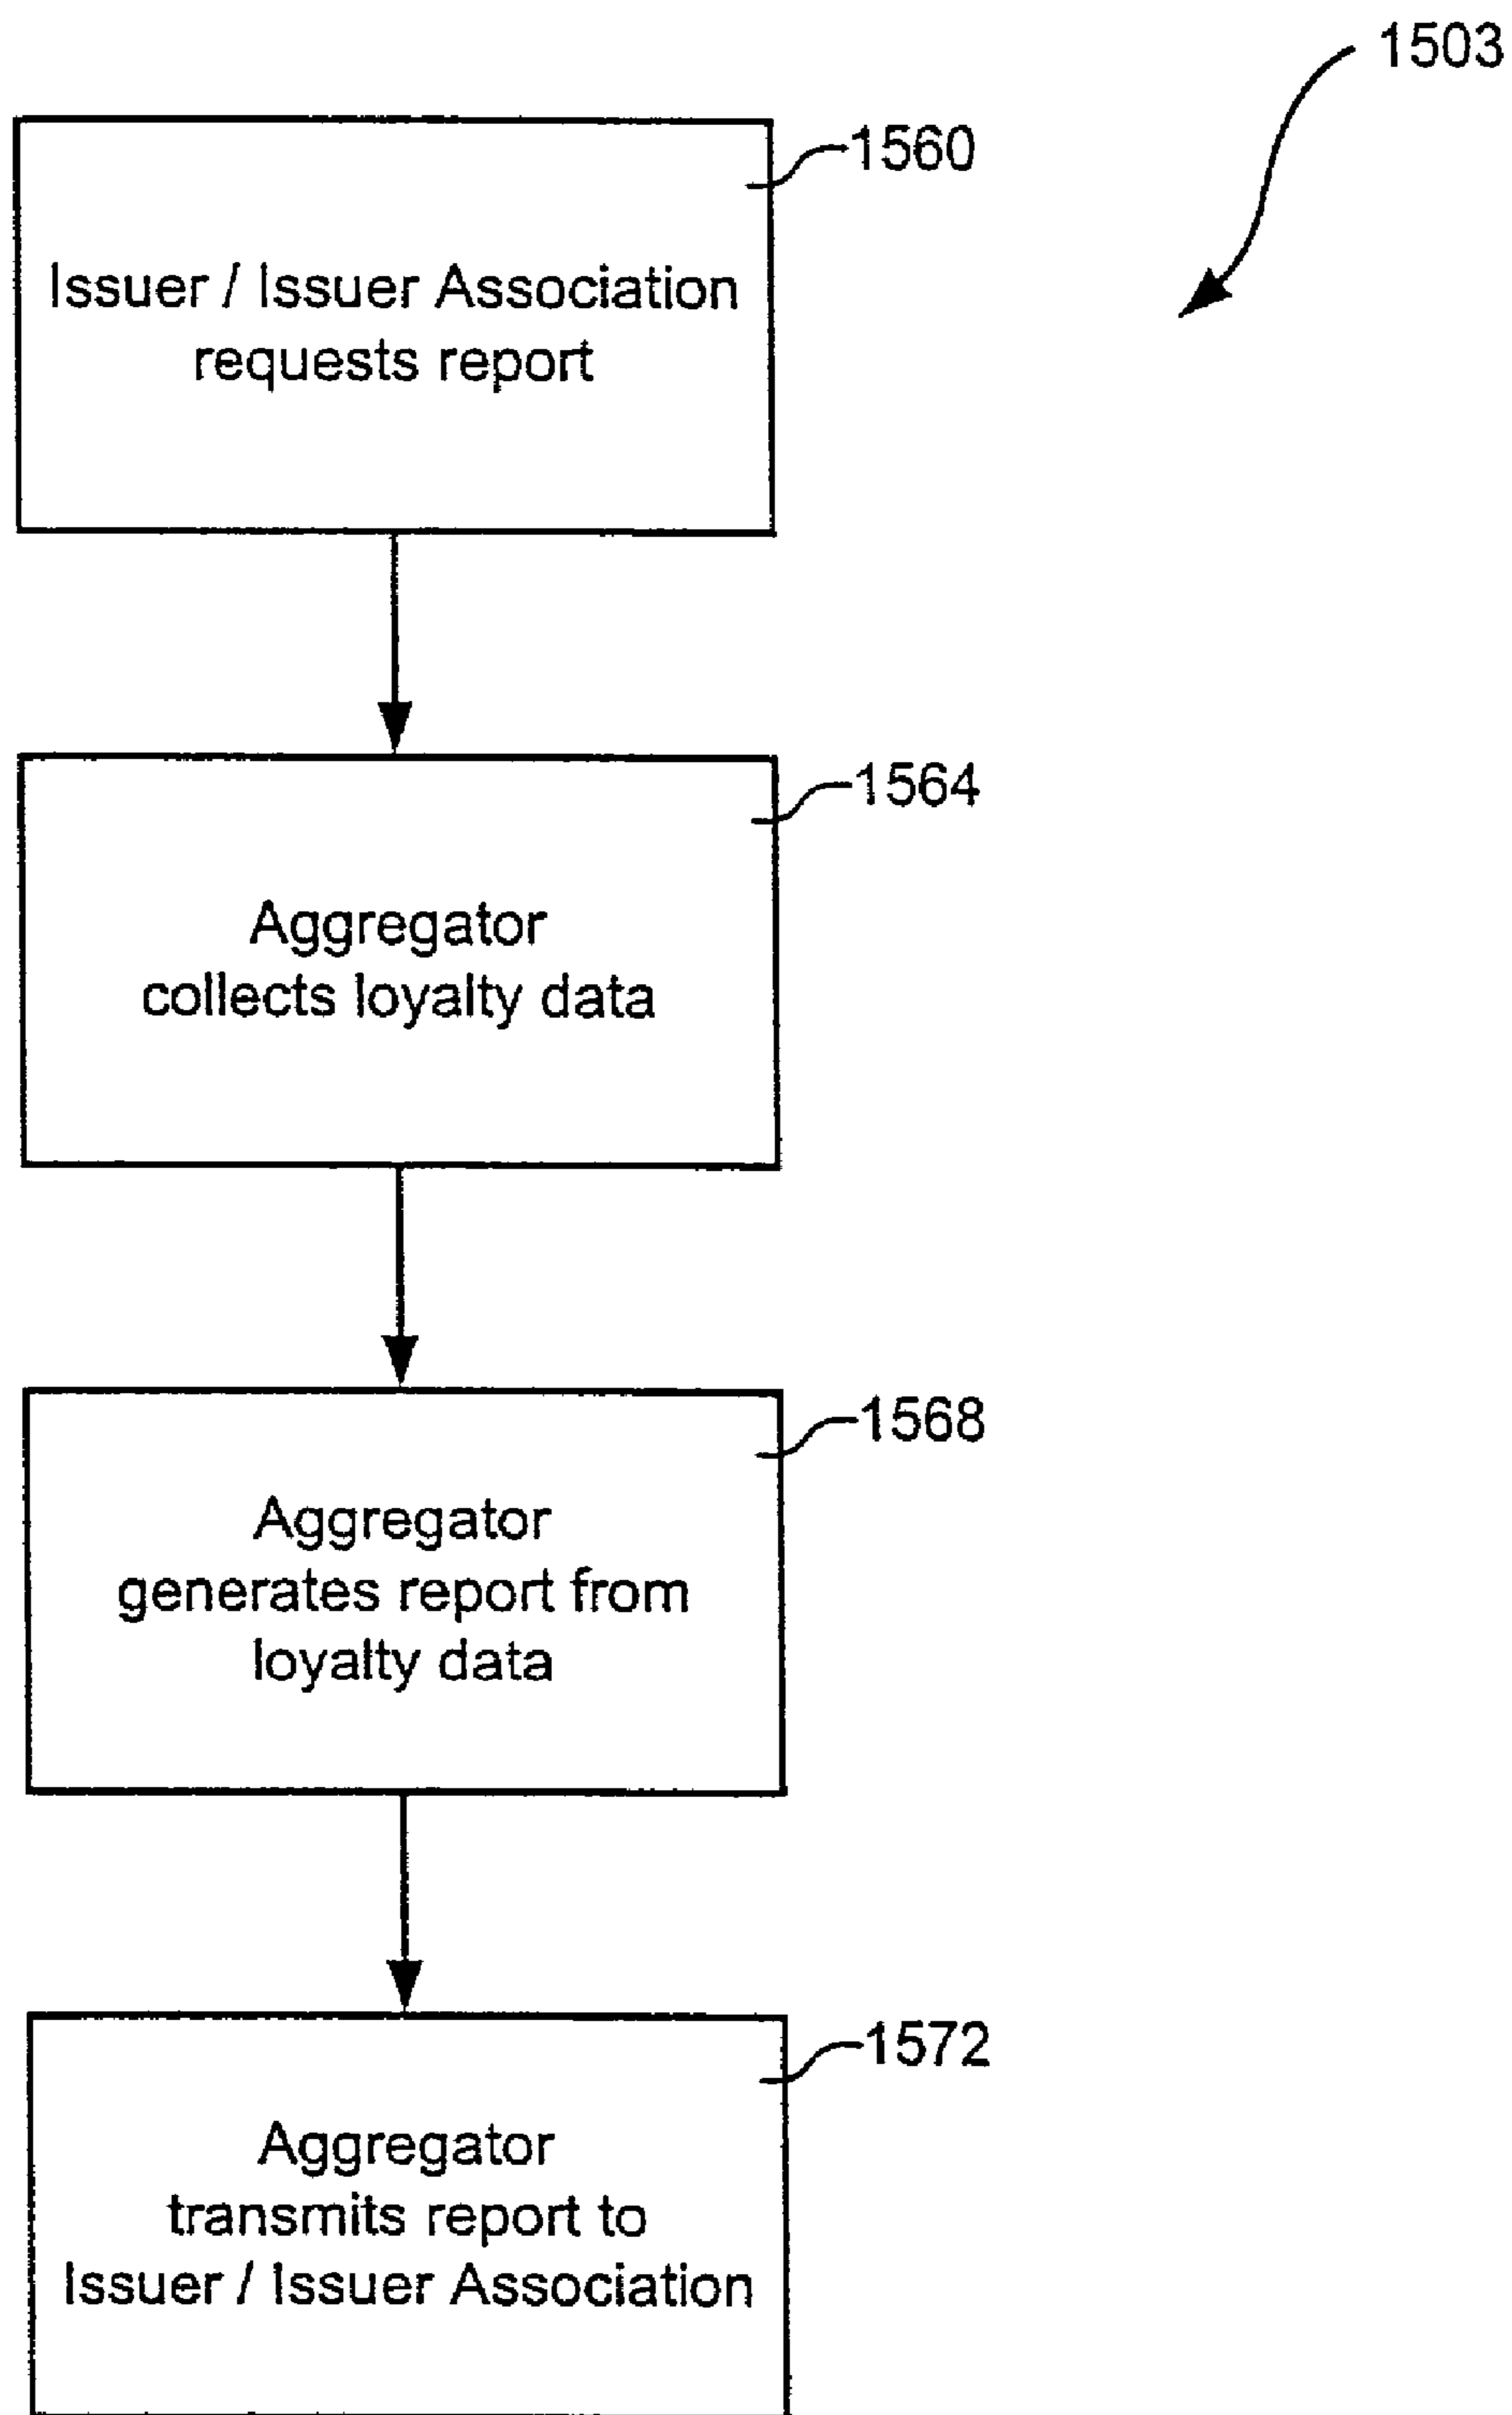 1503
1560
Issuer / Issuer Association
requests report
1564
Aggregator
collects loyalty data
1568
Aggregator
generates report from
loyalty data
1572
Aggregator
transmits report to
Issuer / Issuer Association